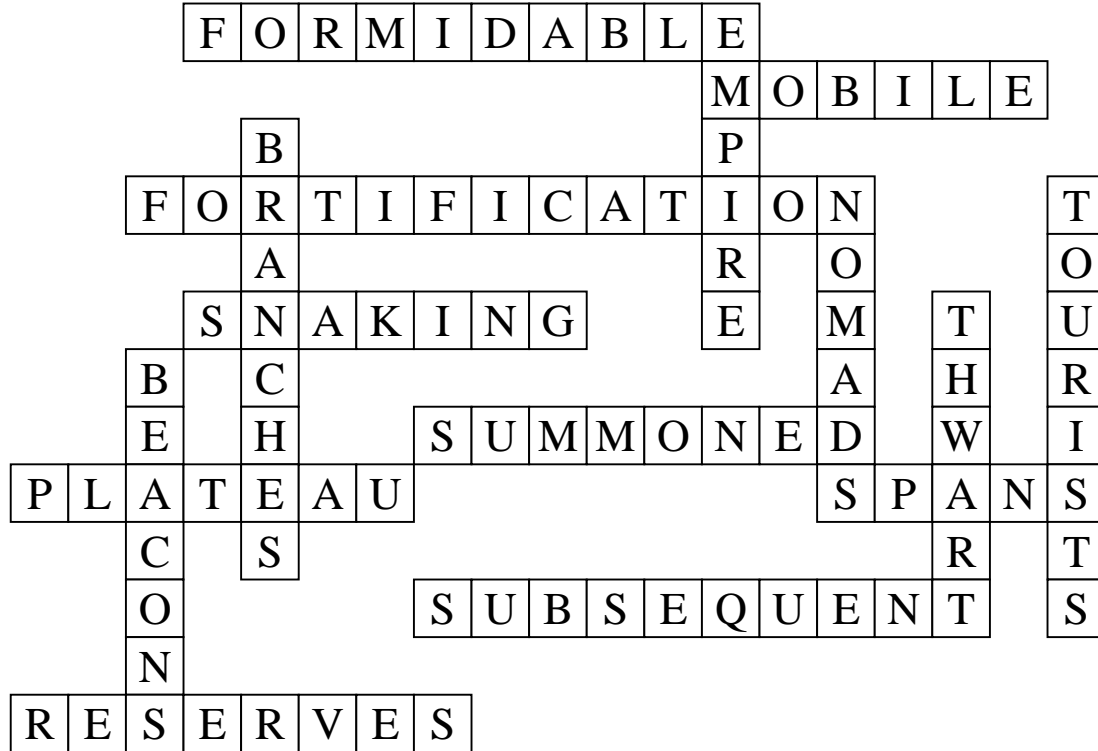 FORMIDABLE
MOBILE
FORTIFICATION
SNAKING
SUMMONED
PLATEAU
SPANS
SUBSEQUENT
RESERVES
EMPIRE
BRANCHES
NOMADS
TOURISTS
THWART
BEACONS